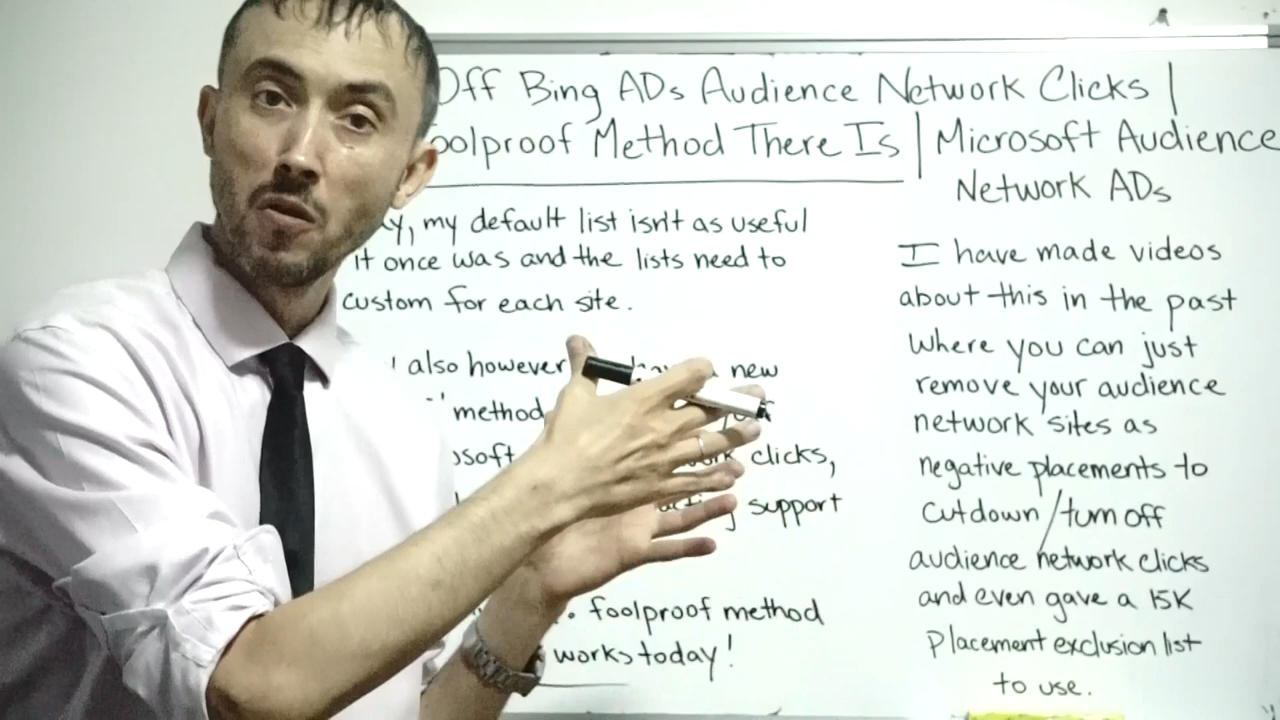 Off Bing ADs Audience Network Clicks |
oolproof Method There Is | Microsoft Audience
Network ADs
y, my default list isn't as useful
it once was and the lists need to
custom for each site.
also however new
method
soft clicks,
support
foolproof method
works today!
I have made videos
about this in the past
where you can just
remove your audience
network sites as
negative placements to
cut down/turn off
audience network clicks
and even gave a 15K
placement exclusion list
to use.